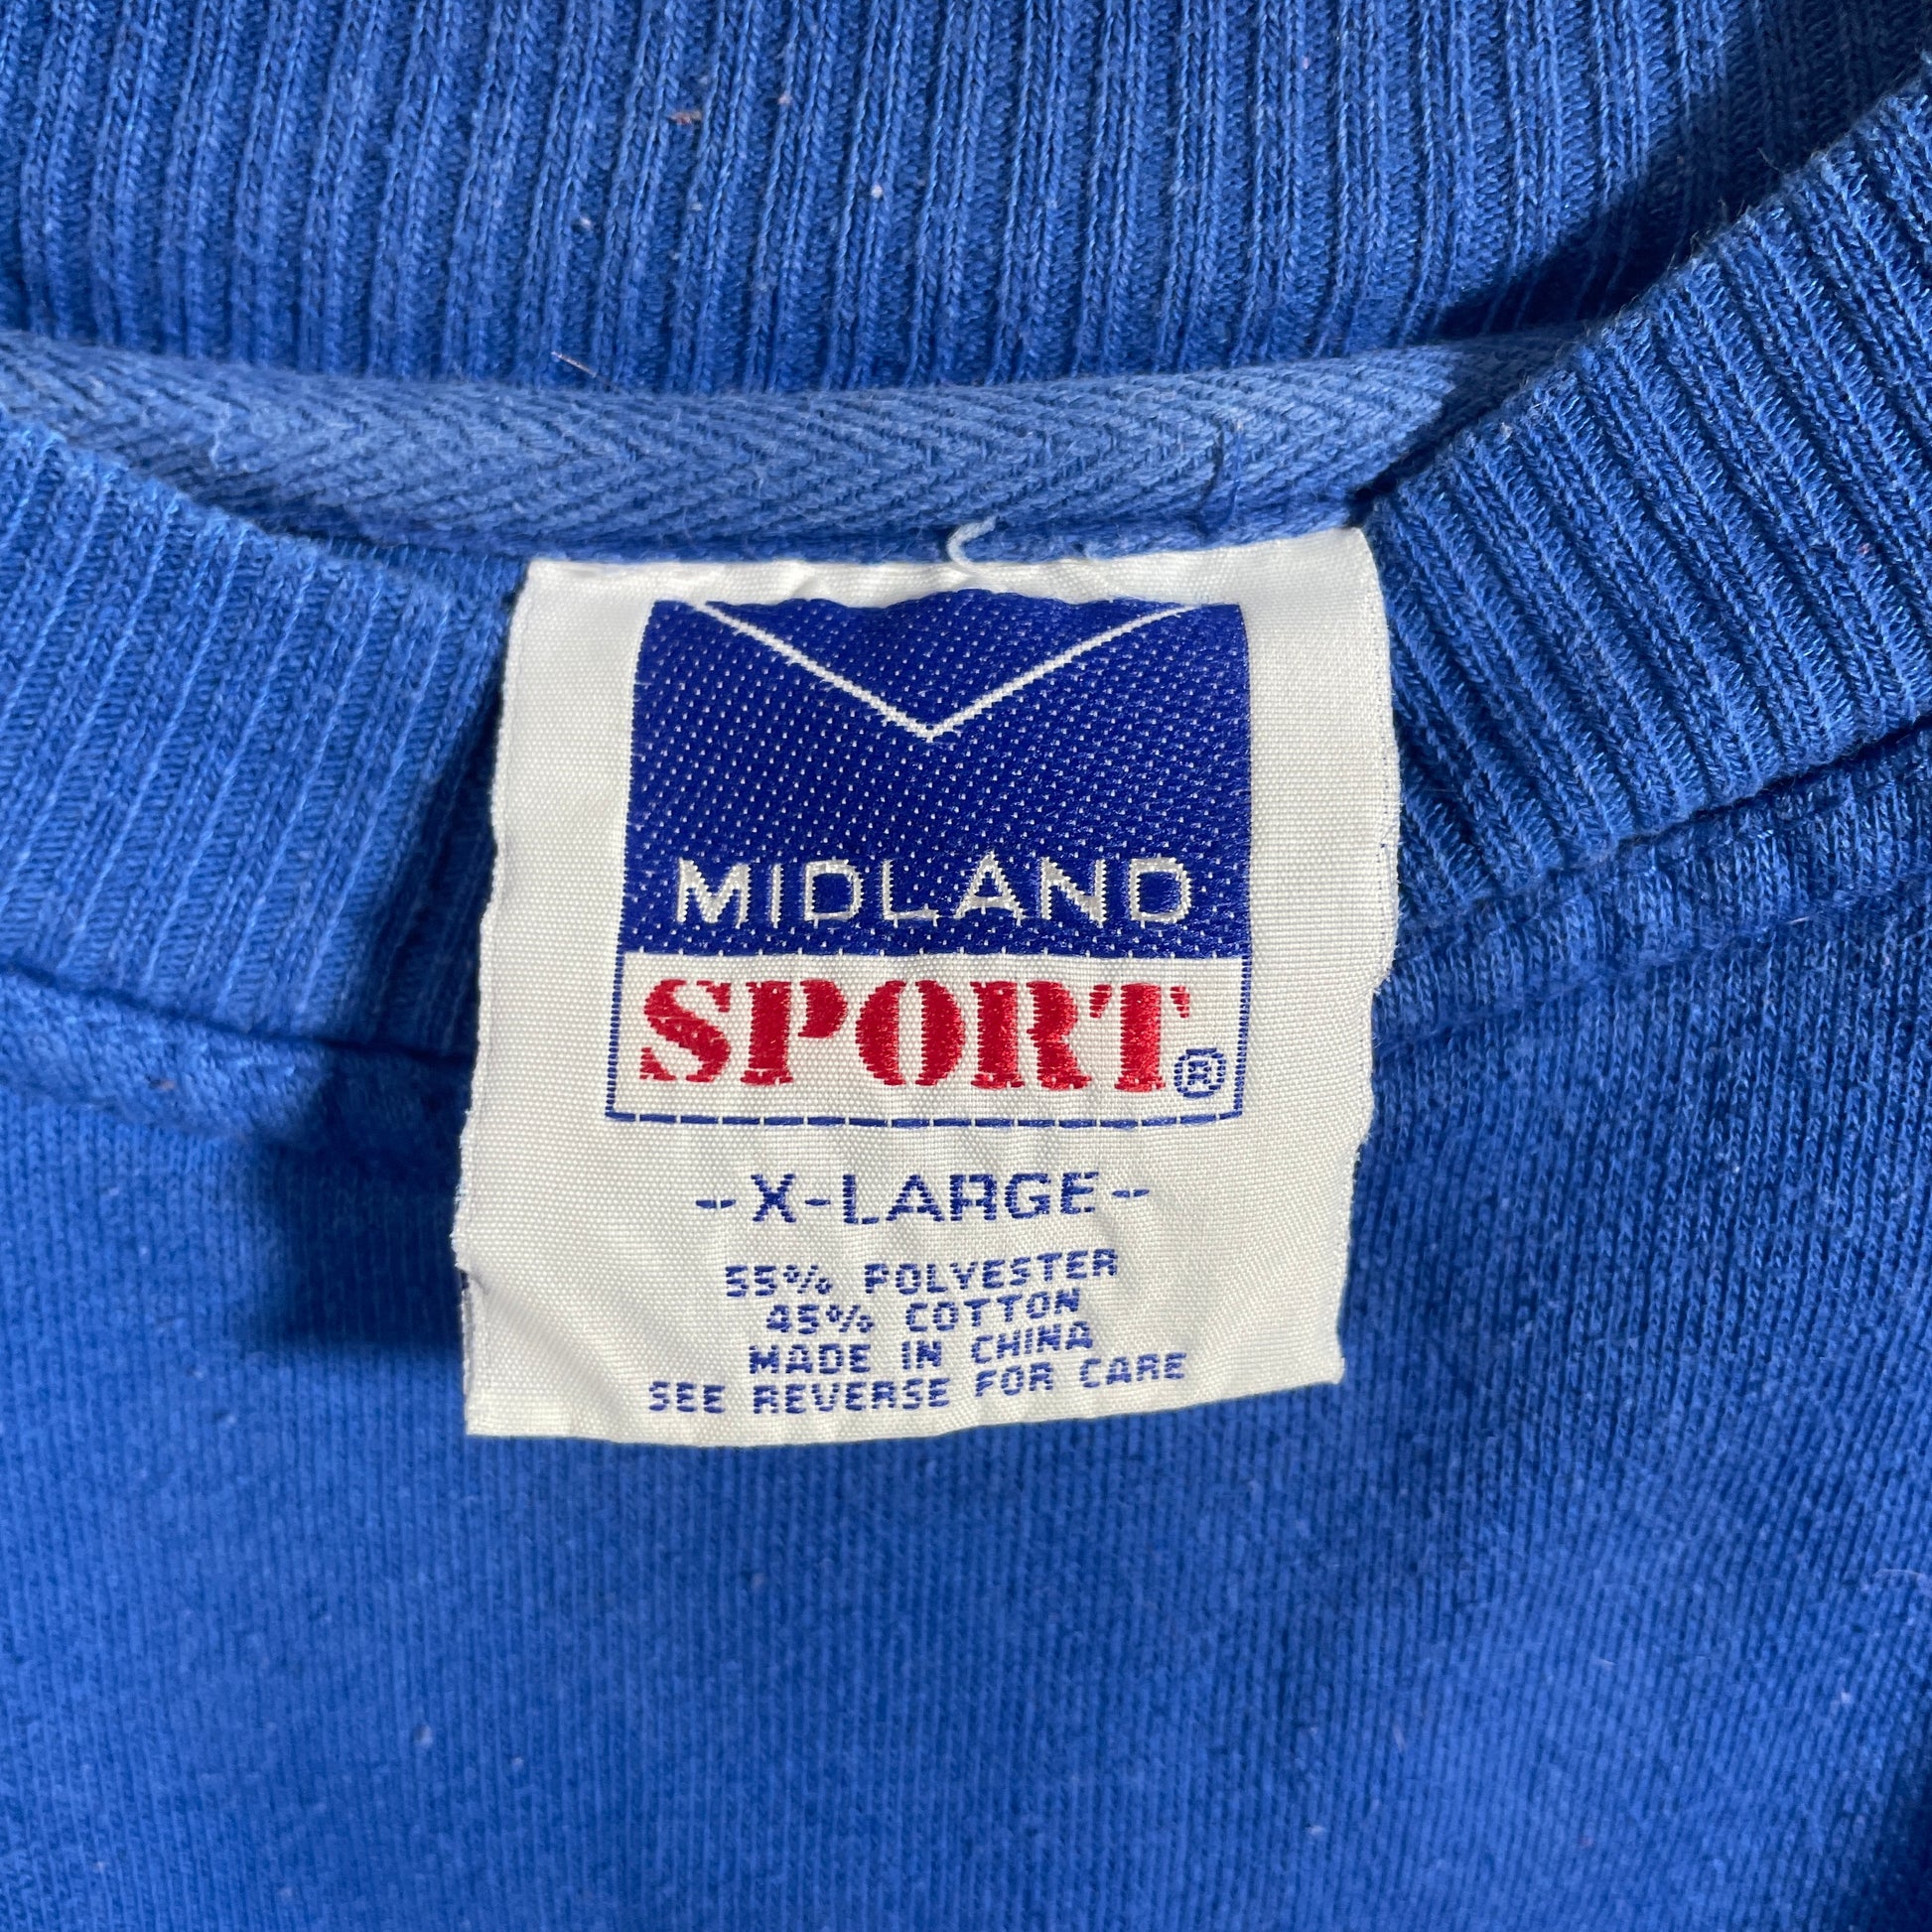 MIDLAND
SPORT®
-X-LARGE-
55% POLYESTER
45% COTTON
MADE IN CHINA
SEE REVERSE FOR CARE